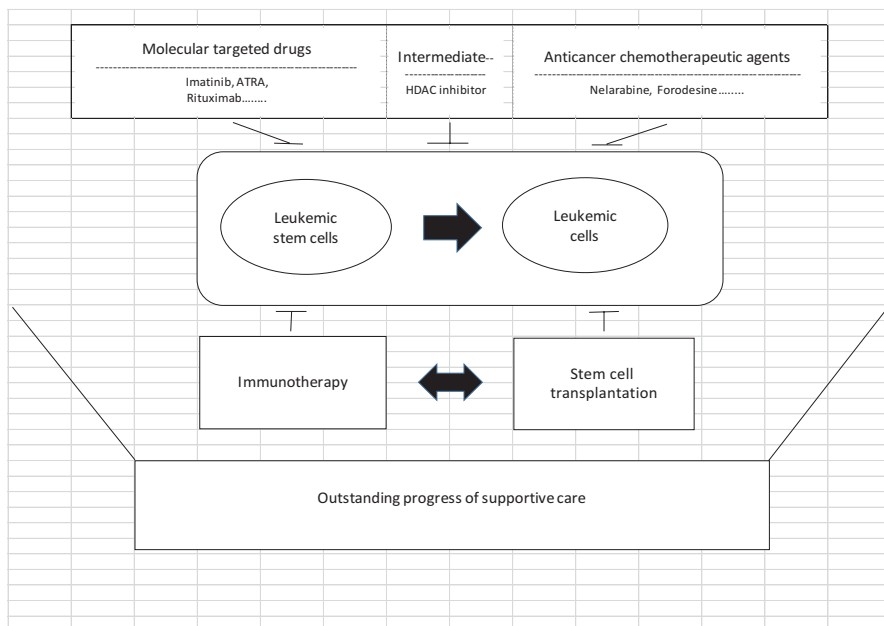 Molecular targeted drugs
Imatinib, ATRA,
Rituximab........
Intermediate--
HDAC inhibitor
Anticancer chemotherapeutic agents
Nelarabine, Forodesine........
Leukemic
stem cells
Leukemic
cells
Immunotherapy
Stem cell
transplantation
Outstanding progress of supportive care